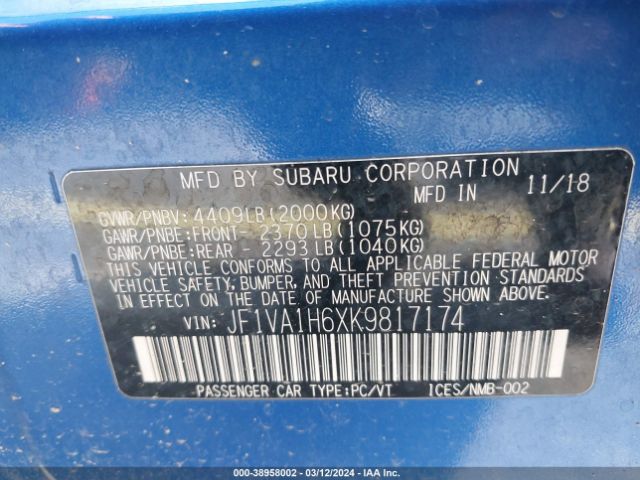 MFD BY SUBARU CORPORATION
MFD IN 11/18
GVWR/PNBV: 4409LB(2000KG)
GAWR/PNBE:FRONT- 2370LB(1075KG)
GAWR/PNBE:REAR - 2293LB(1040KG)
THIS VEHICLE CONFORMS TO ALL APPLICABLE FEDERAL MOTOR
VEHICLE SAFETY, BUMPER, AND THEFT PREVENTION STANDARDS
IN EFFECT ON THE DATE OF MANUFACTURE SHOWN ABOVE.
VIN: JF1VA1H6XK9817174
PASSENGER CAR TYPE:PC/VT ICES/NMB-002
000-38958002 - 03/12/2024 - IAA Inc.